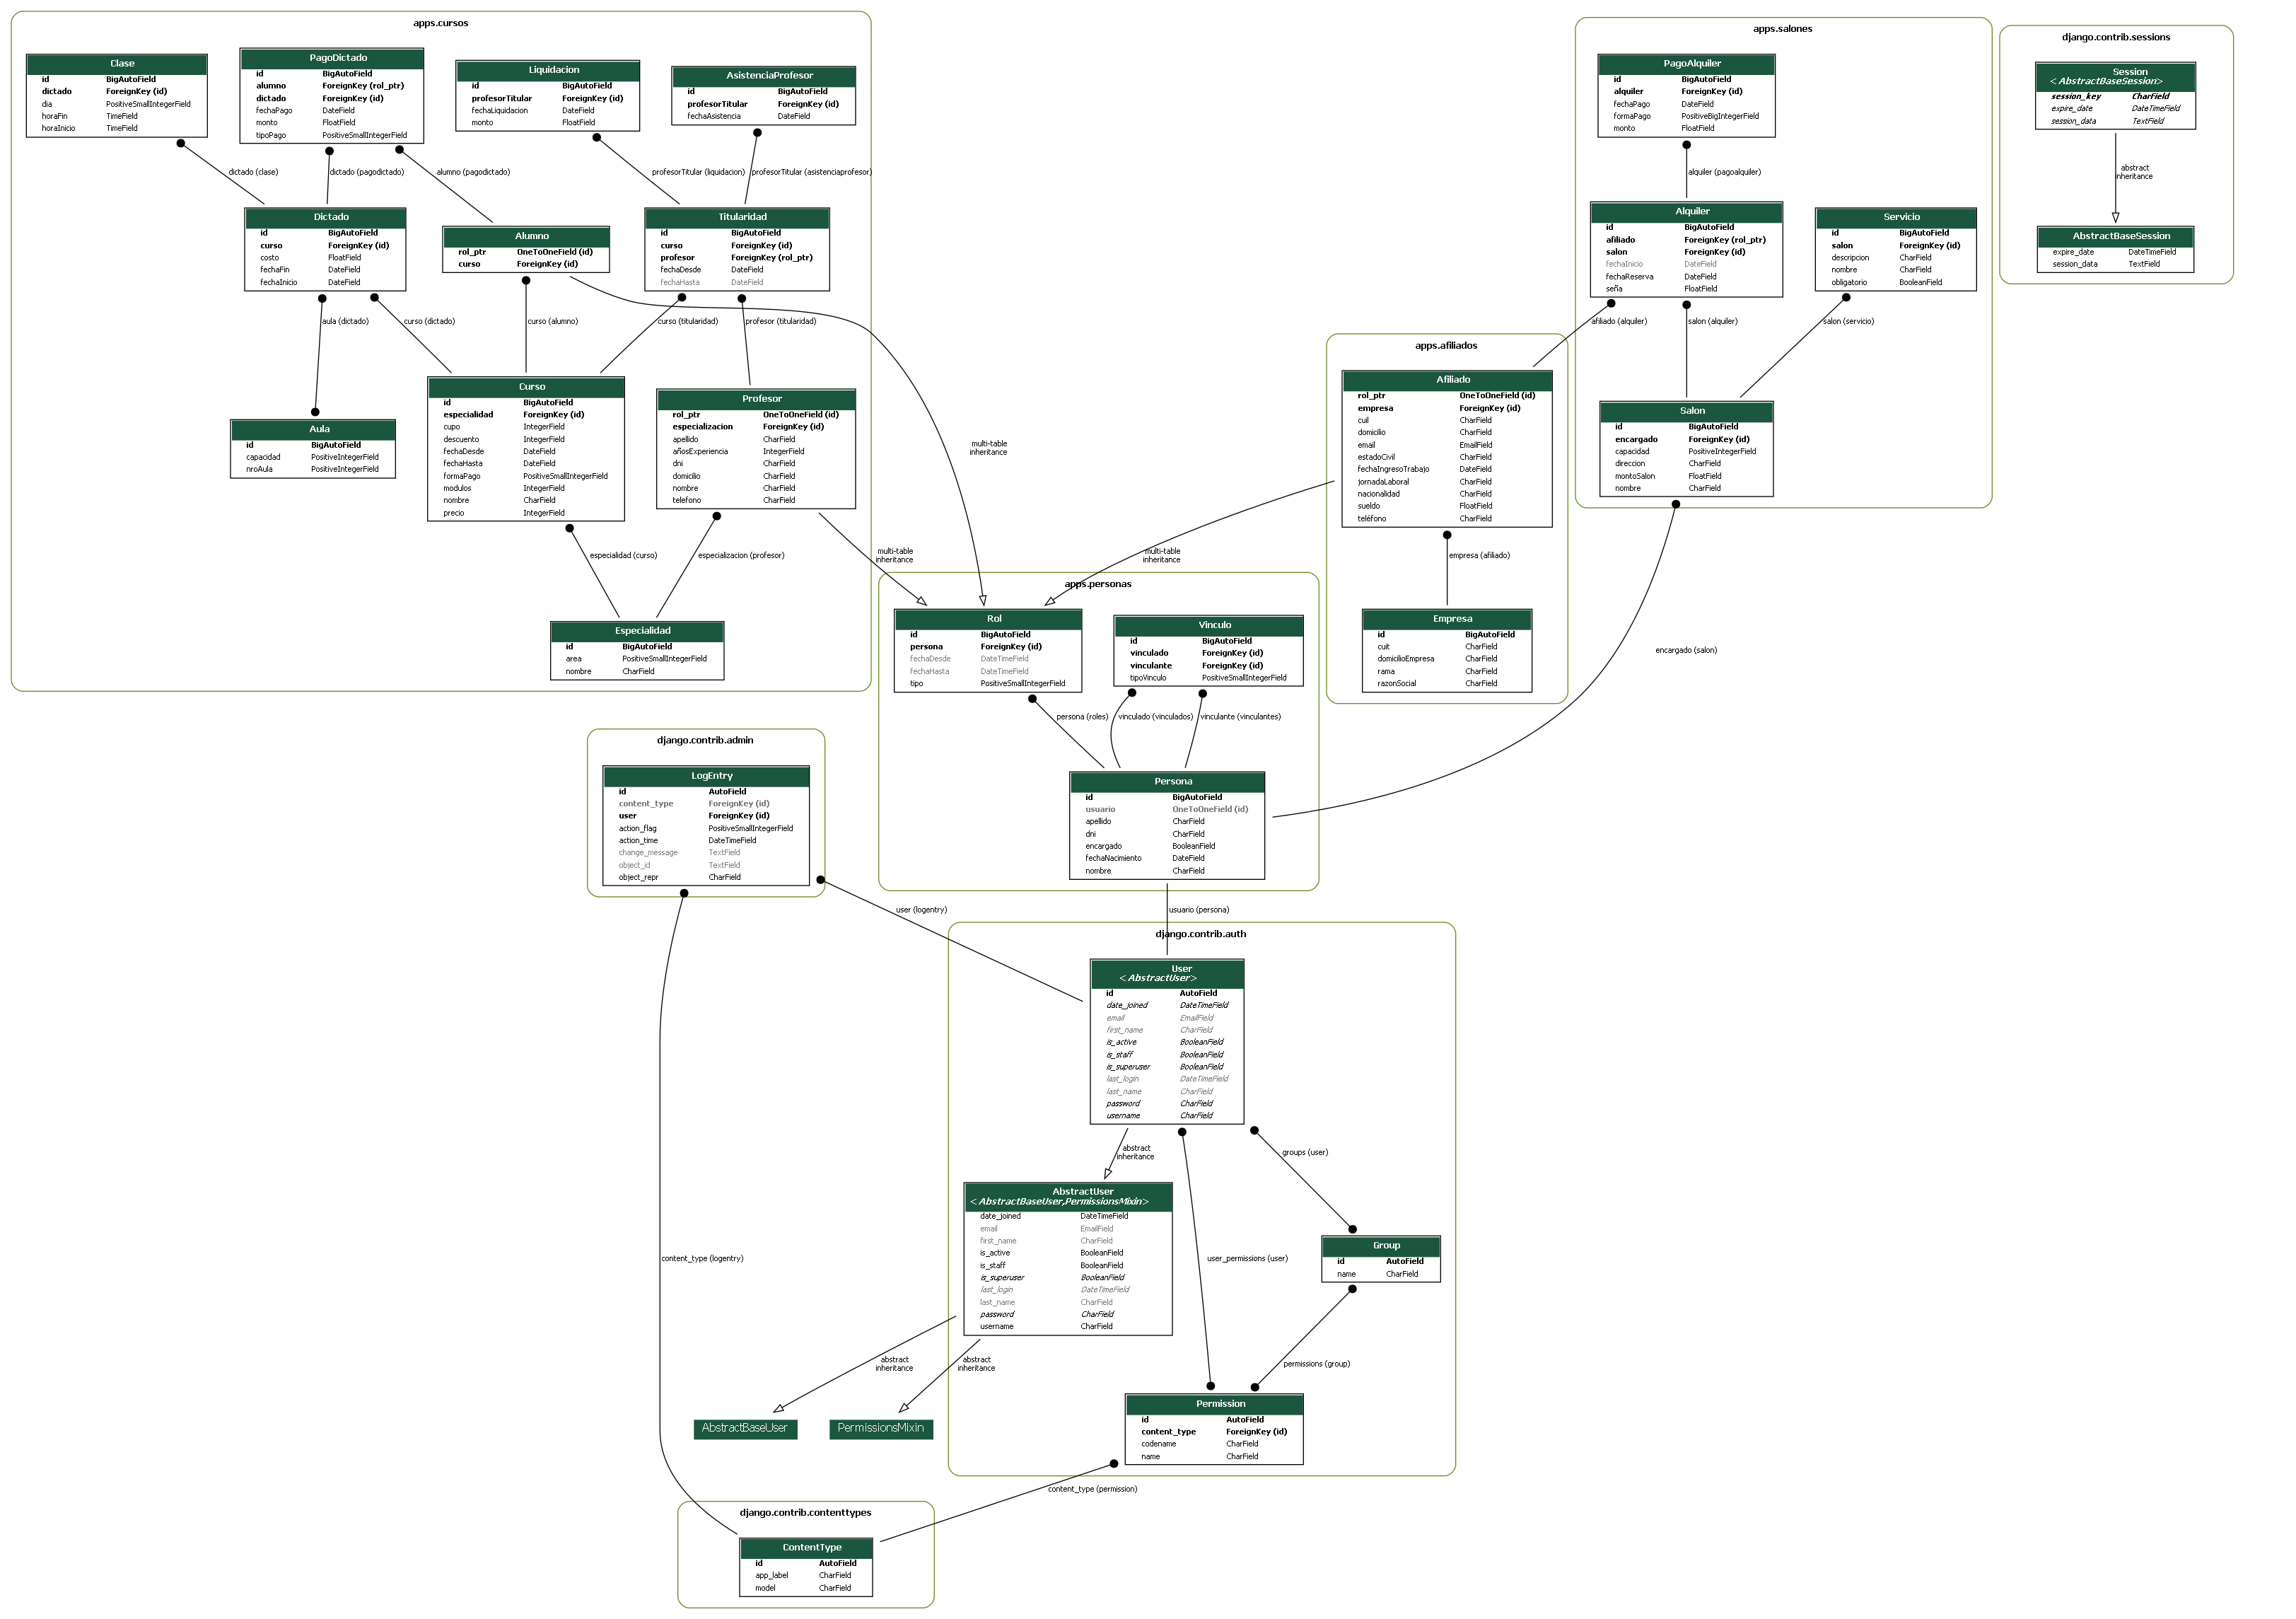 apps.cursos
Clase
id BigAutoField
dictado ForeignKey (id)
dia PositiveSmallIntegerField
horaFin TimeField
horaInicio TimeField
PagoDictado
id BigAutoField
alumno ForeignKey (rol_ptr)
dictado ForeignKey (id)
fechaPago DateField
monto FloatField
tipoPago PositiveSmallIntegerField
Liquidacion
id BigAutoField
profesorTitular ForeignKey (id)
fechaLiquidacion DateField
monto FloatField
AsistenciaProfesor
id BigAutoField
profesorTitular ForeignKey (id)
fechaAsistencia DateField
dictado (clase)
dictado (pagodictado)
alumno (pagodictado)
profesorTitular (liquidacion)
profesorTitular (asistenciaprofesor)
Dictado
id BigAutoField
curso ForeignKey (id)
costo FloatField
fechaFin DateField
fechaInicio DateField
Alumno
rol_ptr OneToOneField (id)
curso ForeignKey (id)
Titularidad
id BigAutoField
curso ForeignKey (id)
profesor ForeignKey (rol_ptr)
fechaDesde DateField
fechaHasta DateField
aula (dictado)
curso (dictado)
curso (alumno)
curso (titularidad)
profesor (titularidad)
Aula
id BigAutoField
capacidad PositiveIntegerField
nroAula PositiveIntegerField
Curso
id BigAutoField
especialidad ForeignKey (id)
cupo IntegerField
descuento IntegerField
fechaDesde DateField
fechaHasta DateField
formaPago PositiveSmallIntegerField
modulos IntegerField
nombre CharField
precio IntegerField
Profesor
rol_ptr OneToOneField (id)
especializacion ForeignKey (id)
apellido CharField
añosExperiencia IntegerField
dni CharField
domicilio CharField
nombre CharField
telefono CharField
especialidad (curso)
especializacion (profesor)
Especialidad
id BigAutoField
area PositiveSmallIntegerField
nombre CharField
multi-table
inheritance
multi-table
inheritance
multi-table
inheritance
apps.salones
PagoAlquiler
id BigAutoField
alquiler ForeignKey (id)
fechaPago DateField
formaPago PositiveBigIntegerField
monto FloatField
alquiler (pagoalquiler)
Alquiler
id BigAutoField
afiliado ForeignKey (rol_ptr)
salon ForeignKey (id)
fechaInicio DateField
fechaReserva DateField
seña FloatField
Servicio
id BigAutoField
salon ForeignKey (id)
descripcion CharField
nombre CharField
obligatorio BooleanField
afiliado (alquiler)
salon (alquiler)
salon (servicio)
Salon
id BigAutoField
encargado ForeignKey (id)
capacidad PositiveIntegerField
direccion CharField
montoSalon FloatField
nombre CharField
encargado (salon)
django.contrib.sessions
Session
<AbstractBaseSession>
session_key CharField
expire_date DateTimeField
session_data TextField
abstract
inheritance
AbstractBaseSession
expire_date DateTimeField
session_data TextField
apps.afiliados
Afiliado
rol_ptr OneToOneField (id)
empresa ForeignKey (id)
cuil CharField
domicilio CharField
email EmailField
estadoCivil CharField
fechaIngresoTrabajo DateField
jornadaLaboral CharField
nacionalidad CharField
sueldo FloatField
teléfono CharField
empresa (afiliado)
Empresa
id BigAutoField
cuit CharField
domicilioEmpresa CharField
rama CharField
razonSocial CharField
apps.personas
Rol
id BigAutoField
persona ForeignKey (id)
fechaDesde DateTimeField
fechaHasta DateTimeField
tipo PositiveSmallIntegerField
Vinculo
id BigAutoField
vinculado ForeignKey (id)
vinculante ForeignKey (id)
tipoVinculo PositiveSmallIntegerField
persona (roles)
vinculado (vinculados)
vinculante (vinculantes)
Persona
id BigAutoField
usuario OneToOneField (id)
apellido CharField
dni CharField
encargado BooleanField
fechaNacimiento DateField
nombre CharField
django.contrib.admin
LogEntry
id AutoField
content_type ForeignKey (id)
user ForeignKey (id)
action_flag PositiveSmallIntegerField
action_time DateTimeField
change_message TextField
object_id TextField
object_repr CharField
user (logentry)
usuario (persona)
content_type (logentry)
django.contrib.auth
User
<AbstractUser>
id AutoField
date_joined DateTimeField
email EmailField
first_name CharField
is_active BooleanField
is_staff BooleanField
is_superuser BooleanField
last_login DateTimeField
last_name CharField
password CharField
username CharField
abstract
inheritance
groups (user)
user_permissions (user)
AbstractUser
<AbstractBaseUser,PermissionsMixin>
date_joined DateTimeField
email EmailField
first_name CharField
is_active BooleanField
is_staff BooleanField
is_superuser BooleanField
last_login DateTimeField
last_name CharField
password CharField
username CharField
Group
id AutoField
name CharField
permissions (group)
abstract
inheritance
abstract
inheritance
AbstractBaseUser
PermissionsMixin
Permission
id AutoField
content_type ForeignKey (id)
codename CharField
name CharField
content_type (permission)
django.contrib.contenttypes
ContentType
id AutoField
app_label CharField
model CharField